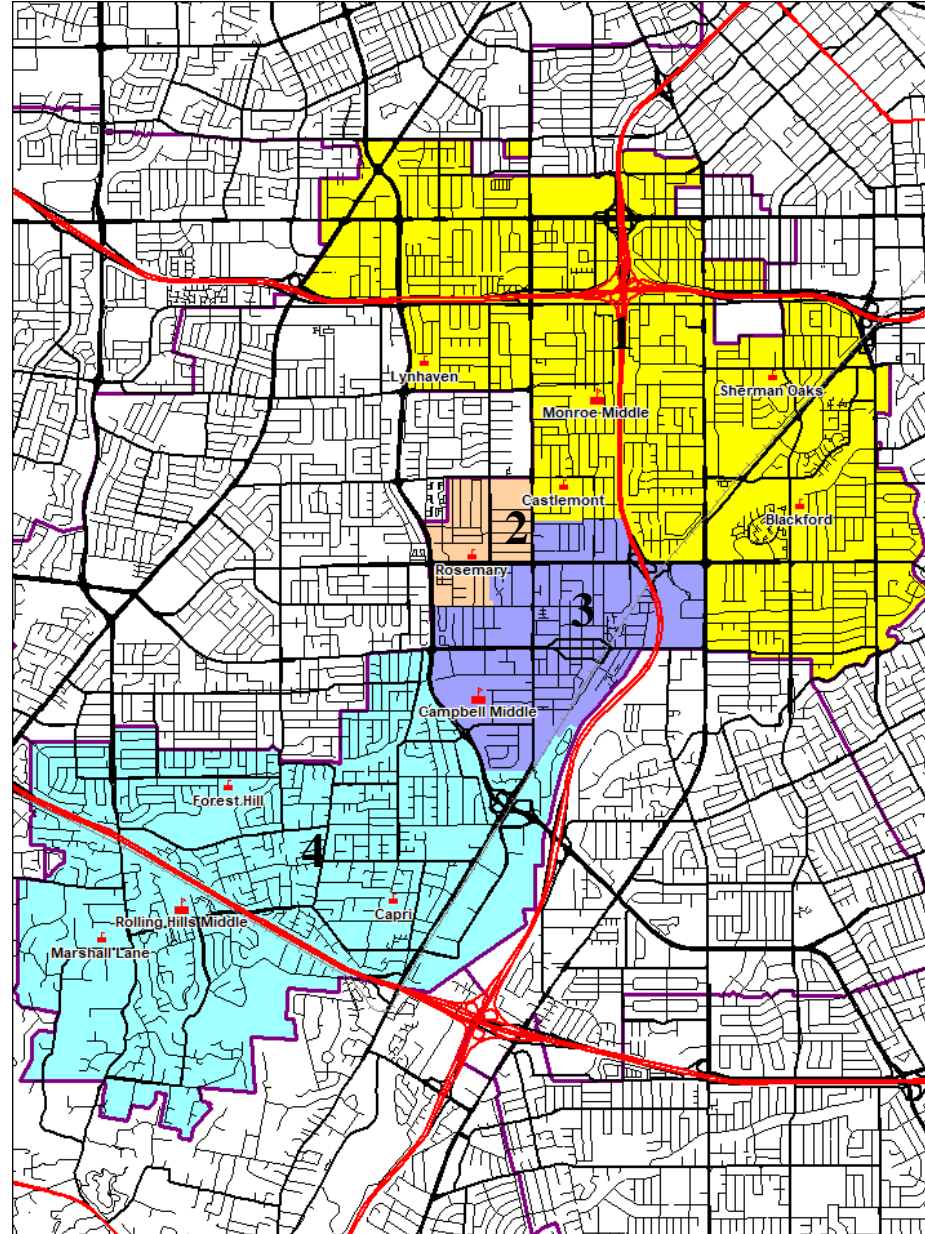 1
Lynhaven
Sherman Oaks
Monroe Middle
Castlemont
Blackford
2
Rosemary
3
Campbell Middle
Forest Hill
4
Capri
Rolling Hills Middle
Marshall Lane